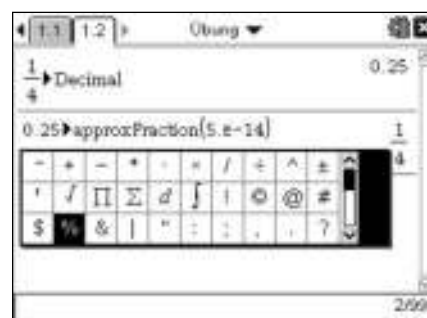 1.1 1.2 Übung
1/4▶Decimal 0.25
0.25▶approxFraction(5.E-14) 1/4
$ % & | " : ; , . ?
2/99